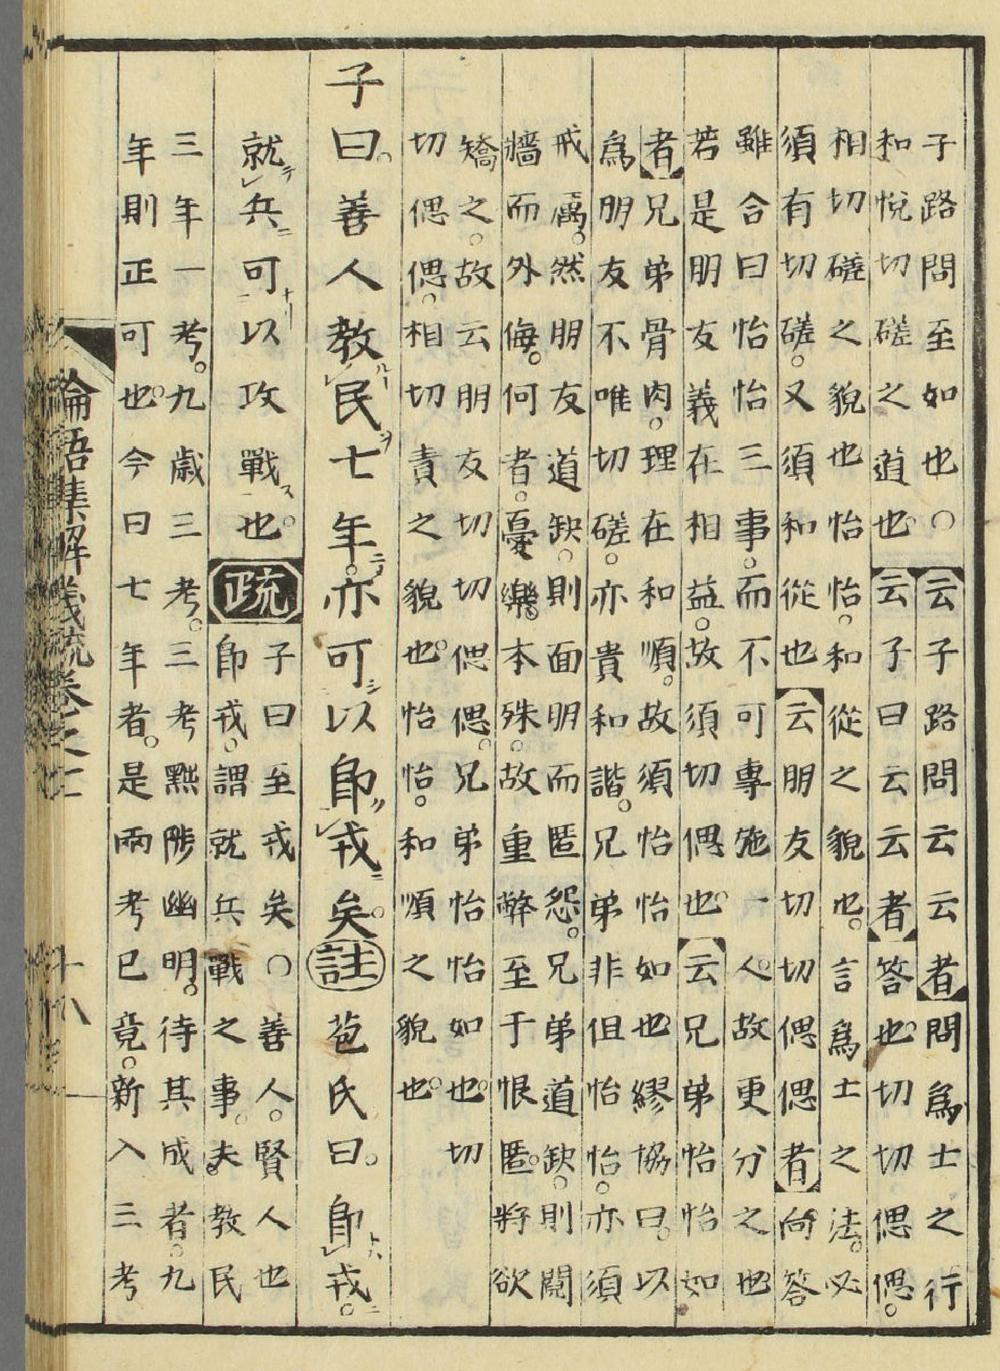 子路問至如也○云子路問云云者問爲士之行
和悅切磋之道也云子曰云云者答也切切偲偲
相切磋之貌也怡怡和從之貌也言爲士之法必
須有切磋又須和從也云朋友切切偲偲者向答
雖合曰怡怡三事而不可專施一人故更分之也
若是朋友義在相益故須切偲也云兄弟怡怡如
者兄弟骨肉理在和順故須怡怡如也繆協曰以
爲朋友不唯切磋亦貴和諧兄弟非但怡怡亦須
戒厲然朋友道缺則面朋而匿怨兄弟道缺則鬩
牆而外侮何者憂樂本殊故重弊至于恨匿將欲
矯之故云朋友切切偲偲兄弟怡怡如也切
切偲偲相切責之貌也怡怡和順之貌也
子曰善人教民七年亦可以卽戎矣註苞氏曰卽戎
就兵可以攻戰也疏子曰至戎矣○善人賢人也
卽戎謂就兵戰之事夫教民
三年一考九歲三考三考黜陟幽明待其成者九
年則正可也今曰七年者是兩考已竟新入三考
論語集解義疏卷之七
十八